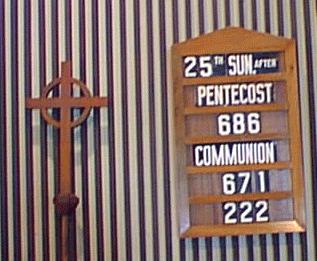 25TH SUN. AFTER
PENTECOST
686
COMMUNION
671
222